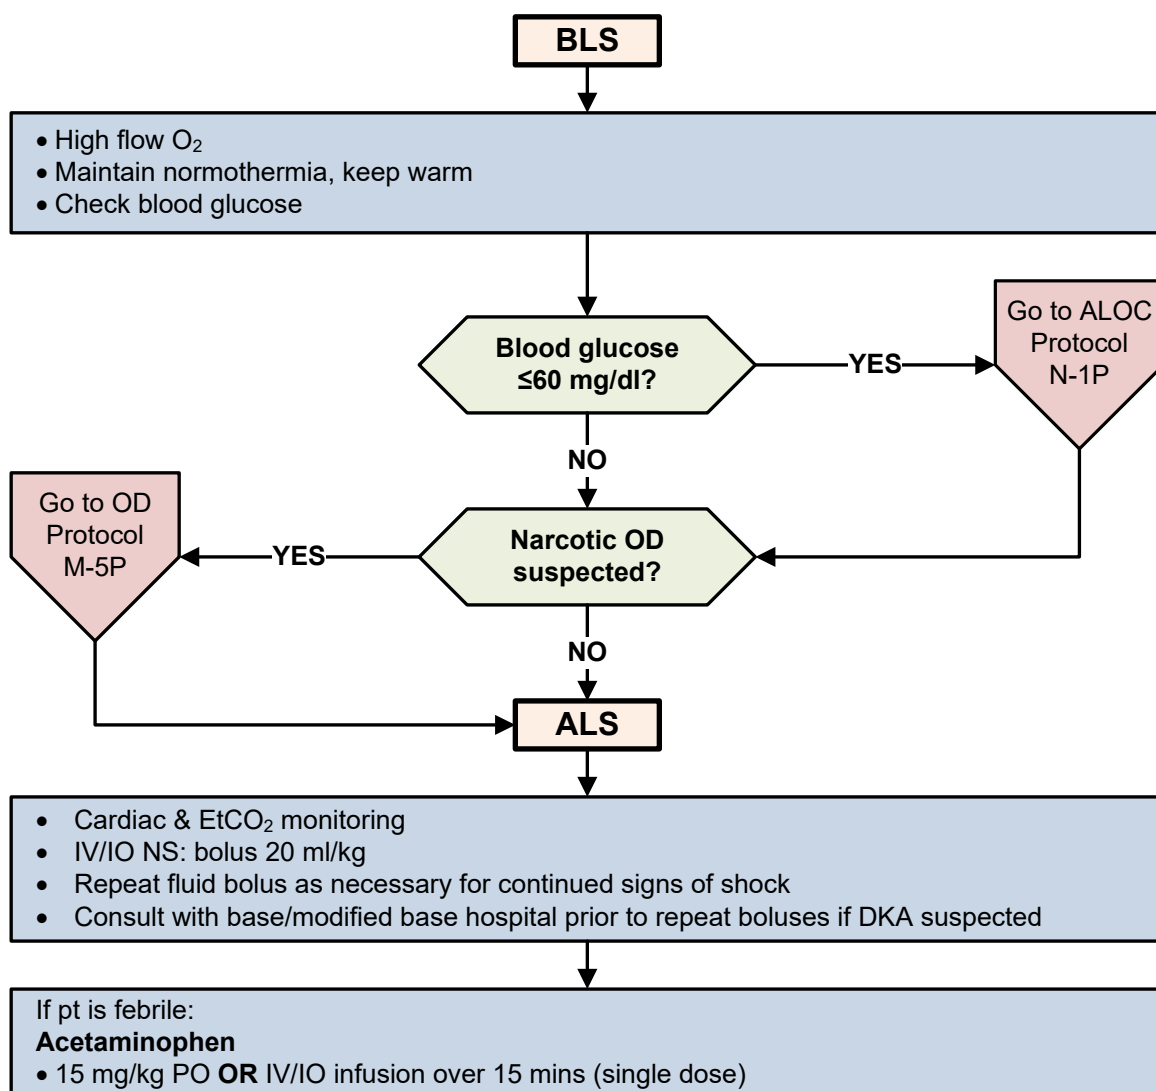 BLS
• High flow O₂
• Maintain normothermia, keep warm
• Check blood glucose
Blood glucose
≤60 mg/dl?
YES
Go to ALOC
Protocol
N-1P
NO
Go to OD
Protocol
M-5P
YES
Narcotic OD
suspected?
NO
ALS
• Cardiac & EtCO₂ monitoring
• IV/IO NS: bolus 20 ml/kg
• Repeat fluid bolus as necessary for continued signs of shock
• Consult with base/modified base hospital prior to repeat boluses if DKA suspected
If pt is febrile:
Acetaminophen
• 15 mg/kg PO OR IV/IO infusion over 15 mins (single dose)